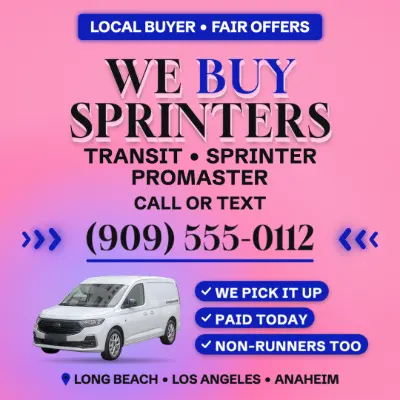 LOCAL BUYER • FAIR OFFERS
WE BUY
SPRINTERS
TRANSIT • SPRINTER
PROMASTER
CALL OR TEXT
(909) 555-0112
WE PICK IT UP
PAID TODAY
NON-RUNNERS TOO
LONG BEACH • LOS ANGELES • ANAHEIM